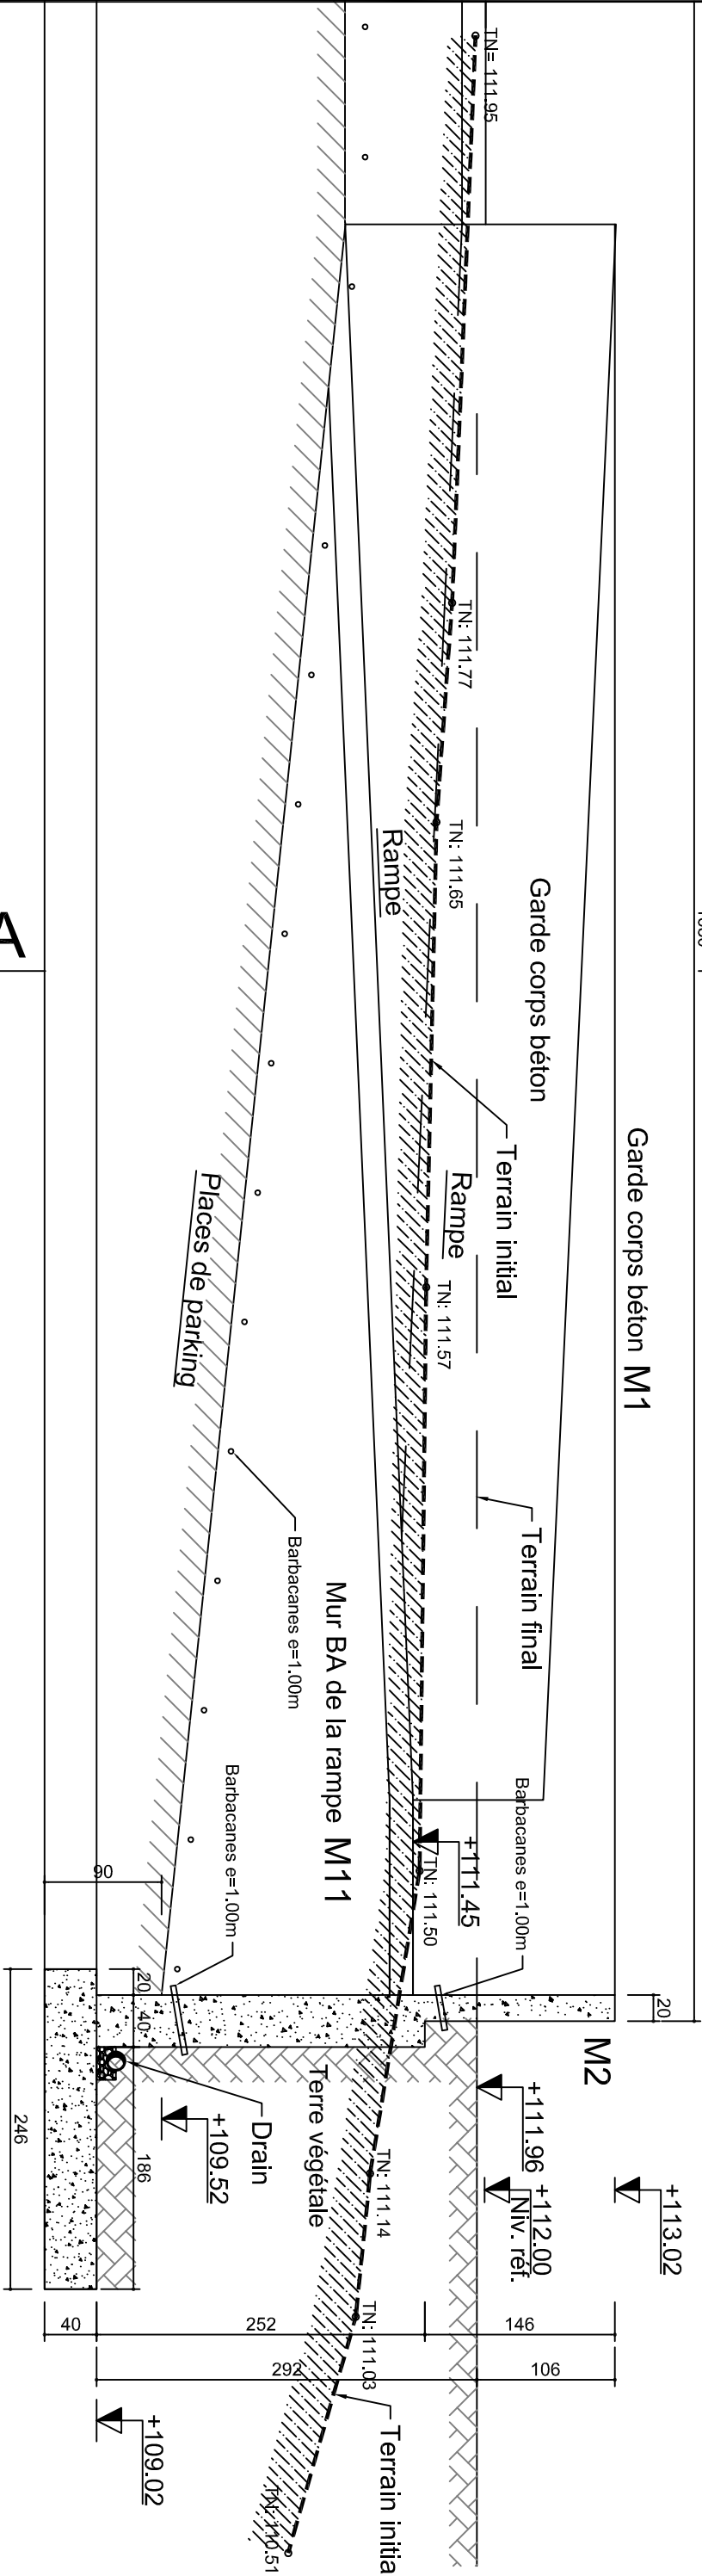 TN= 111.95
TN: 111.77
TN: 111.65
Rampe
Garde corps béton
Terrain initial
Garde corps béton M1
Rampe
Places de parking
TN: 111.57
Terrain final
Barbacanes e=1.00m
Mur BA de la rampe M11
Barbacanes e=1.00m
Barbacanes e=1.00m
+111.45
TN: 111.50
90
20
40
20
M2
A
246
186
Drain
+109.52
Terre végétale
TN: 111.14
+111.96
+112.00
Niv. réf.
+113.02
40
252
146
292
106
TN: 111.03
+109.02
Terrain initia
TN: 110.51